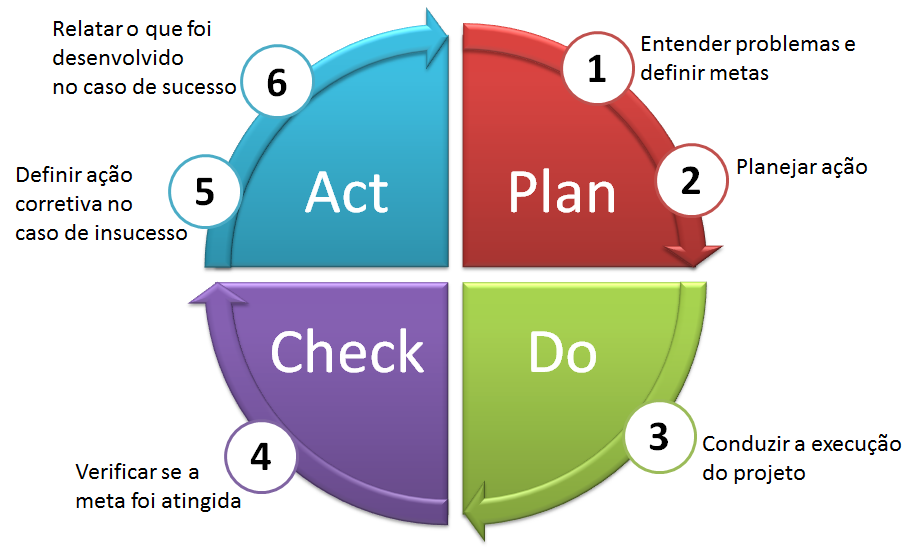 Relatar o que foi
desenvolvido
no caso de sucesso
6
Act
5
Definir ação
corretiva no
caso de insucesso
Plan
1
Entender problemas e
definir metas
2
Planejar ação
Check
4
Verificar se a
meta foi atingida
Do
3
Conduzir a execução
do projeto